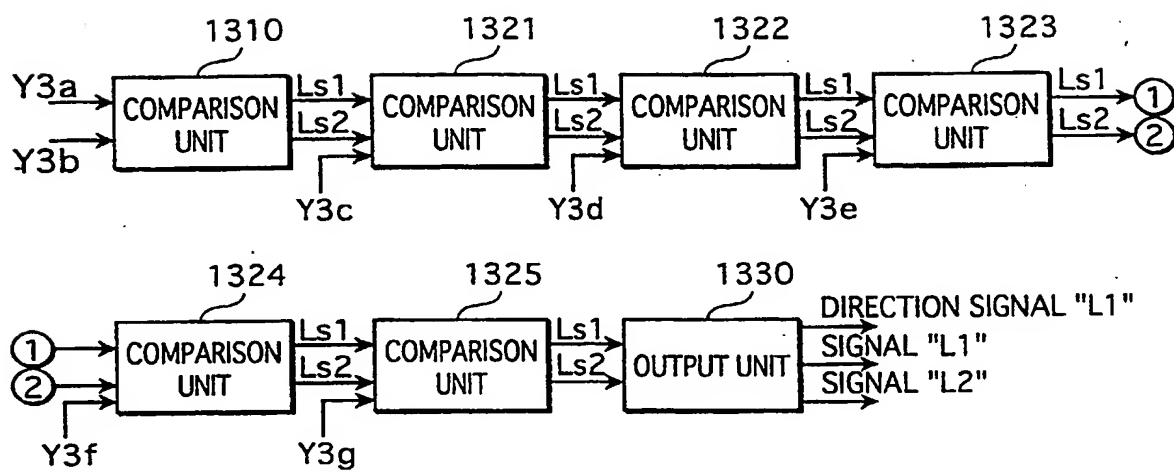 1310
1321
1322
1323
Y3a
Y3b
COMPARISON
UNIT
Ls1
Ls2
Y3c
COMPARISON
UNIT
Ls1
Ls2
Y3d
COMPARISON
UNIT
Ls1
Ls2
Y3e
COMPARISON
UNIT
Ls1
Ls2
1
2
1324
1325
1330
1
2
Y3f
COMPARISON
UNIT
Ls1
Ls2
Y3g
COMPARISON
UNIT
Ls1
Ls2
OUTPUT UNIT
DIRECTION SIGNAL "L1"
SIGNAL "L1"
SIGNAL "L2"